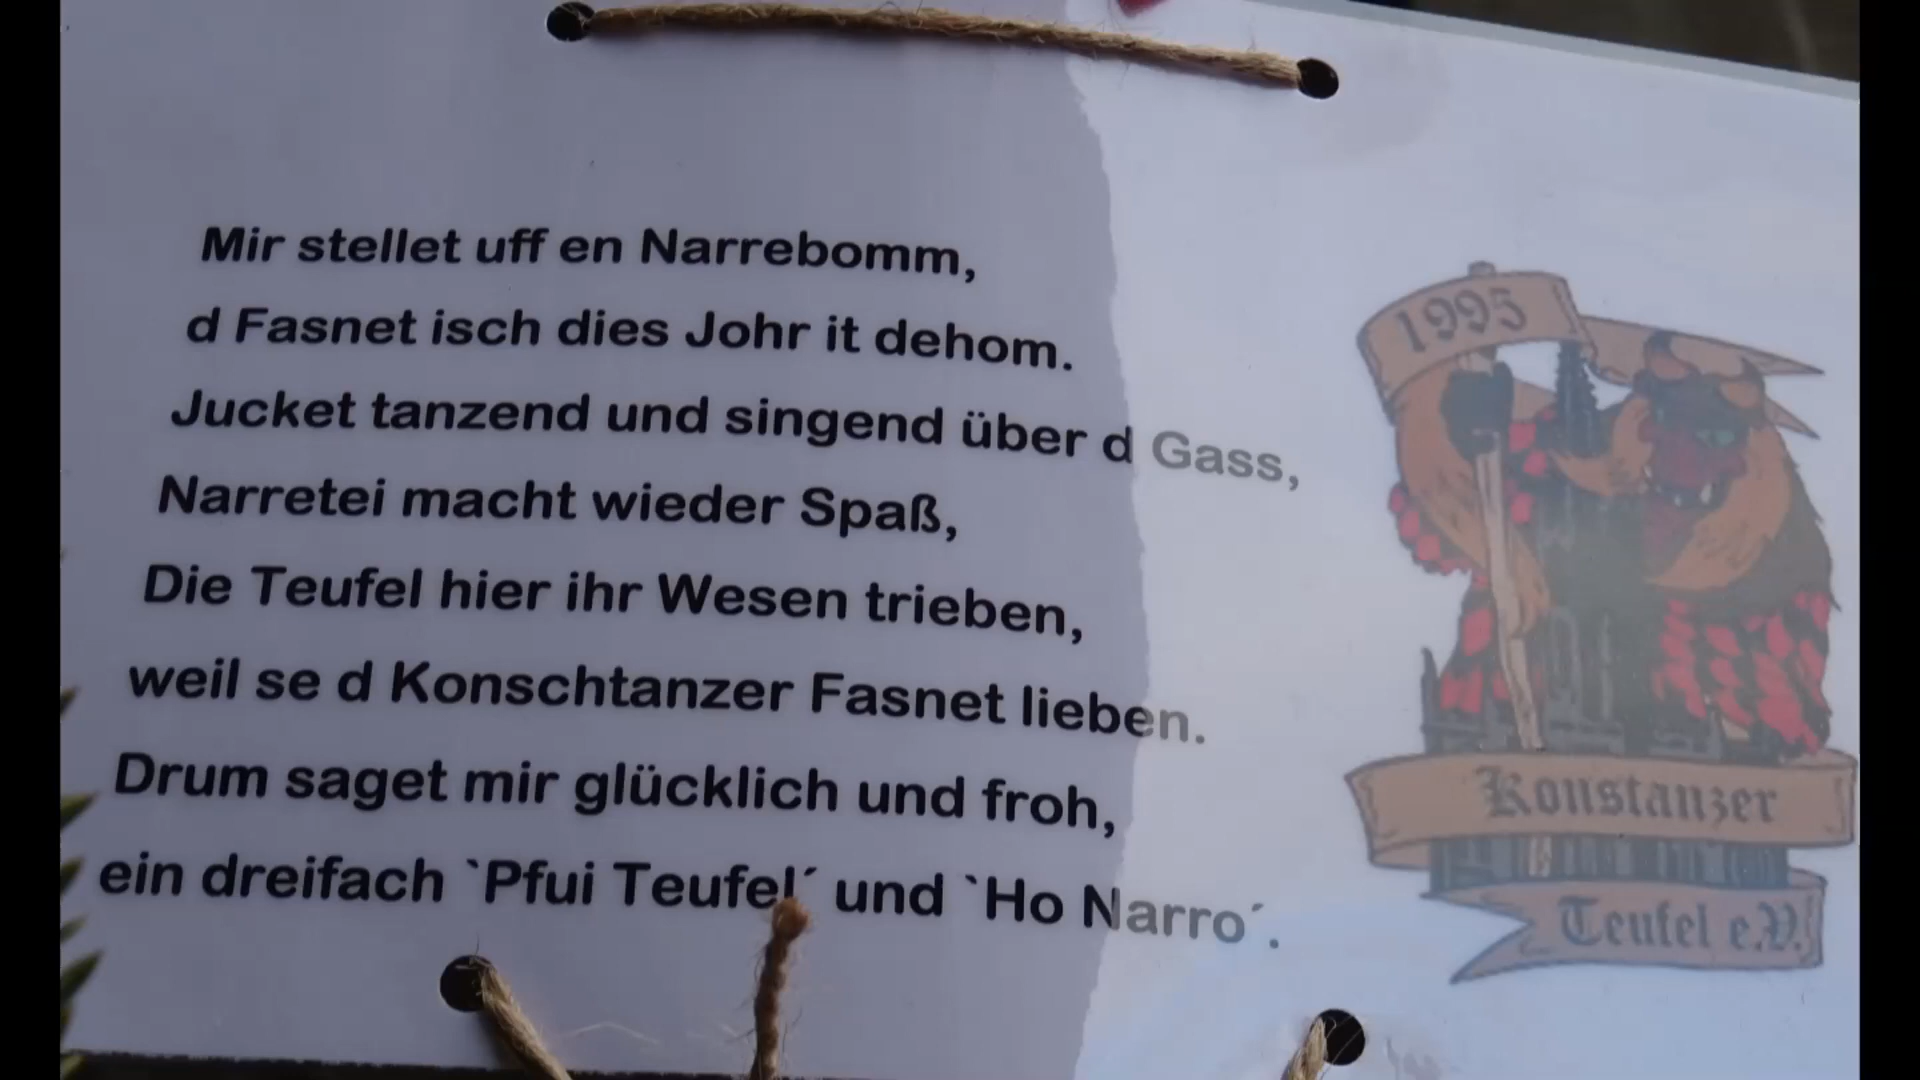 Mir stellet uff en Narrebomm,
d Fasnet isch dies Johr it dehom.
Jucket tanzend und singend über d Gass,
Narretei macht wieder Spaß,
Die Teufel hier ihr Wesen trieben,
weil se d Konschtanzer Fasnet lieben.
Drum saget mir glücklich und froh,
ein dreifach `Pfui Teufel´ und `Ho Narro´.
1995
Konstanzer
Teufel e.V.